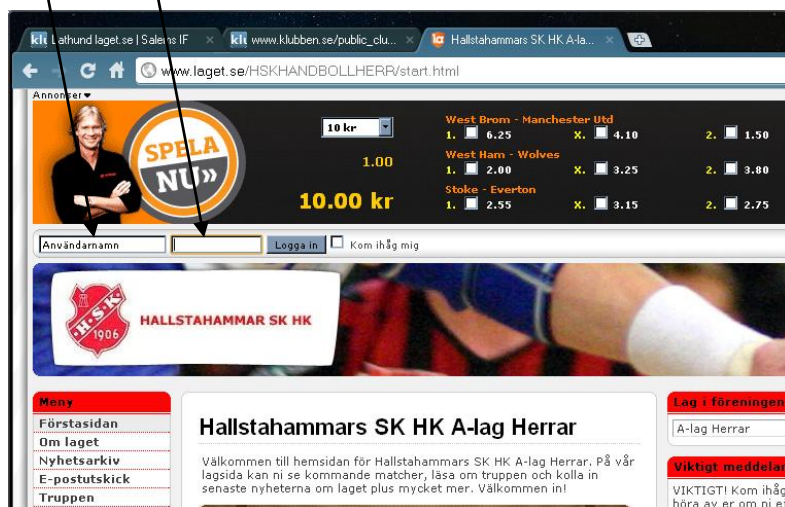 Lathund laget.se | Salems IF
www.klubben.se/public_clu...
Hallstahammars SK HK A-la...
www.laget.se/HSKHANDBOLLHERR/start.html
Annonser
SPELA
NU»
10 kr
1.00
10.00 kr
West Brom - Manchester Utd
1. 6.25 X. 4.10 2. 1.50
West Ham - Wolves
1. 2.00 X. 3.25 2. 3.80
Stoke - Everton
1. 2.55 X. 3.15 2. 2.75
Användarnamn
Logga in
Kom ihåg mig
H.S.K.
1906
HALLSTAHAMMAR SK HK
Meny
Förstasidan
Om laget
Nyhetsarkiv
E-postutskick
Truppen
Hallstahammars SK HK A-lag Herrar
Välkommen till hemsidan för Hallstahammars SK HK A-lag Herrar. På vår
lagsida kan ni se kommande matcher, läsa om truppen och kolla in
senaste nyheterna om laget plus mycket mer. Välkommen in!
Lag i föreningen
A-lag Herrar
Viktigt meddelan
VIKTIGT! Kom ihåg
höra av er om ni ef